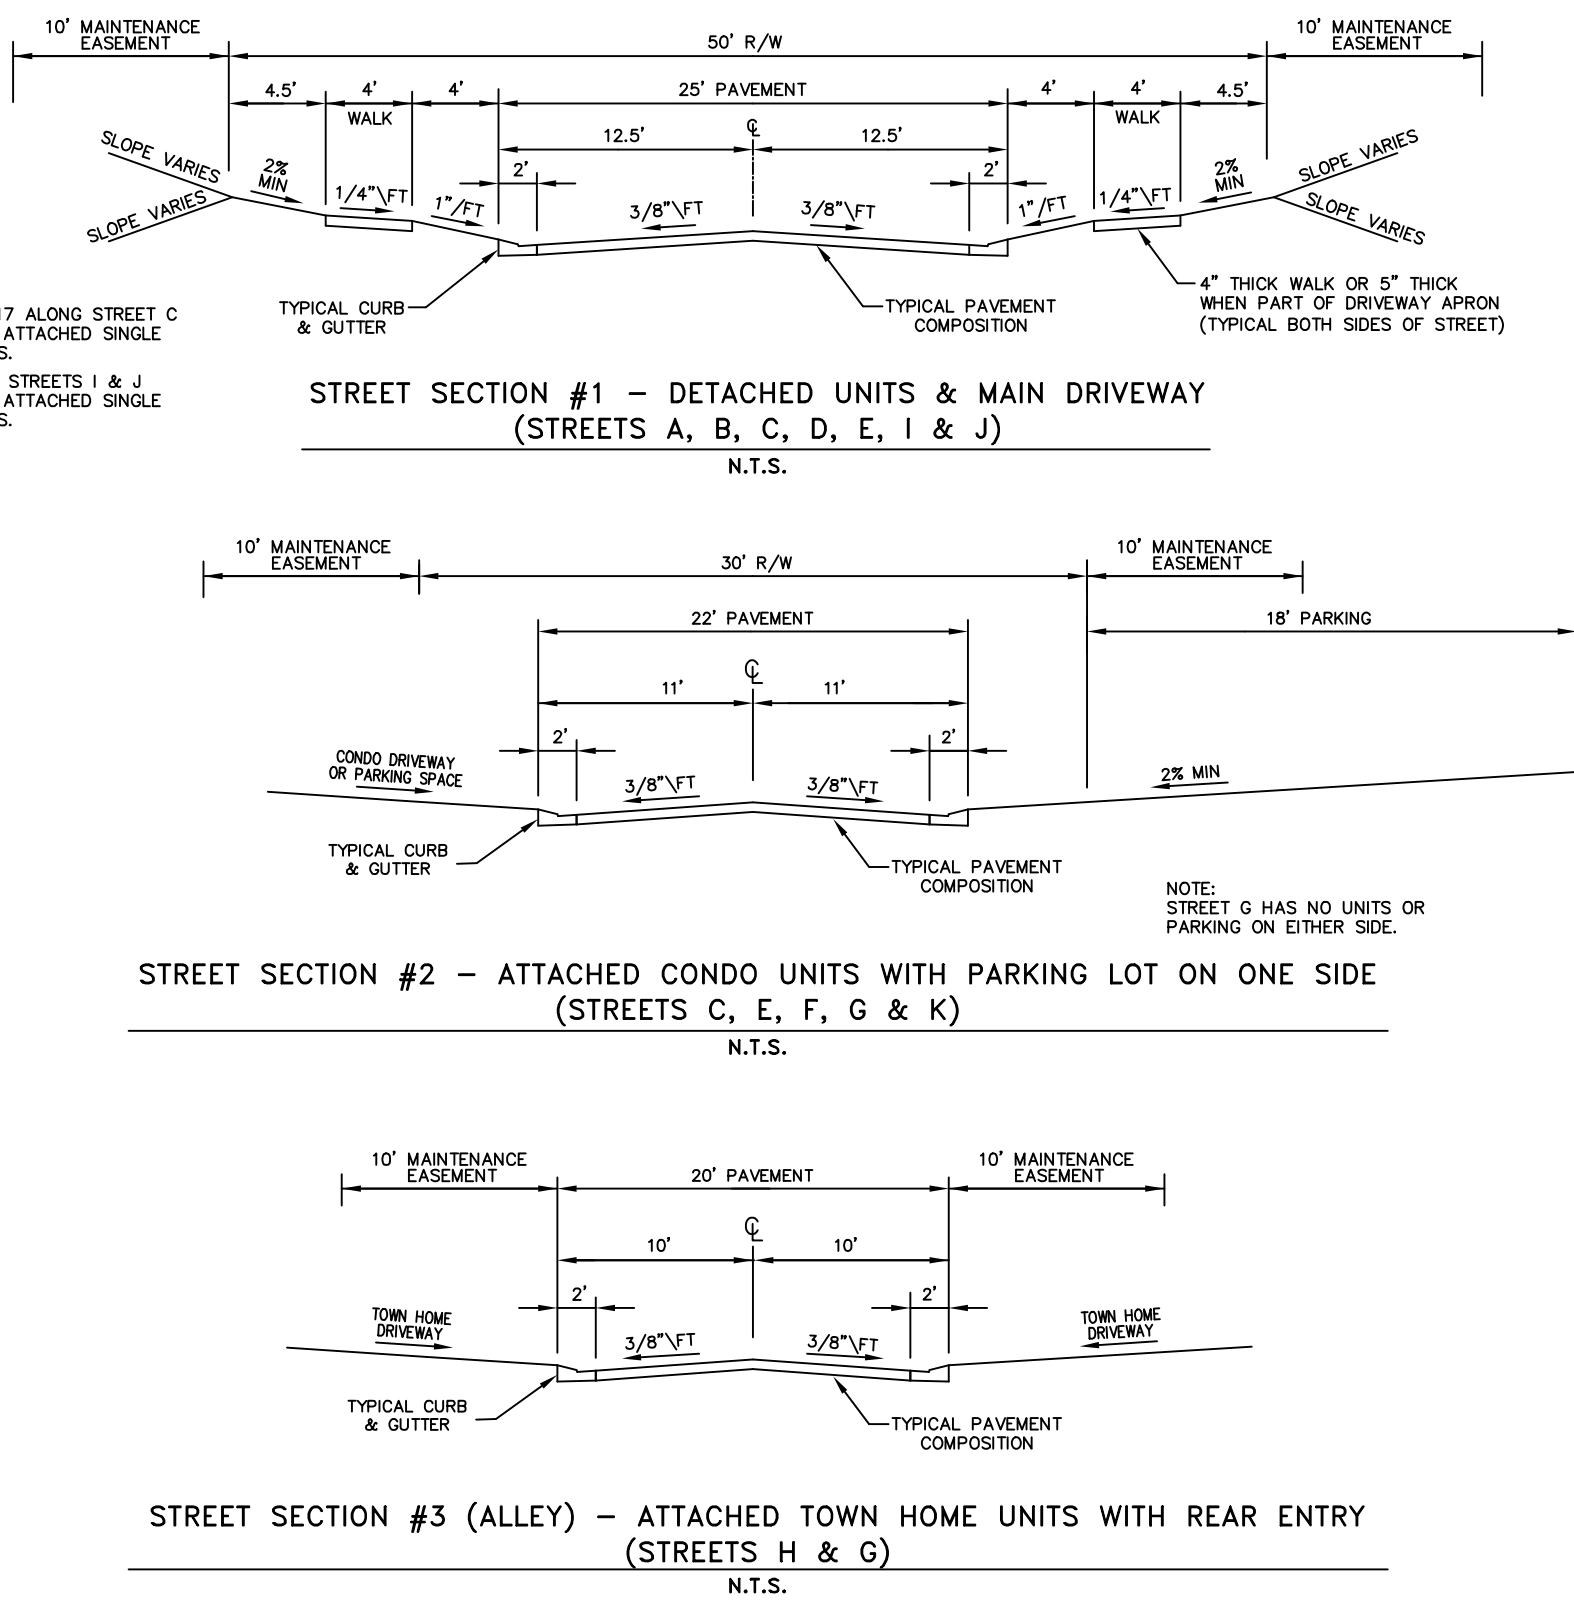 10' MAINTENANCE
EASEMENT
50' R/W
10' MAINTENANCE
EASEMENT
4.5'
4'
WALK
4'
25' PAVEMENT
4'
4'
WALK
4.5'
12.5'
℄
12.5'
SLOPE VARIES
SLOPE VARIES
2%
MIN
1/4"\FT
1"/FT
2'
3/8"\FT
3/8"\FT
2'
1"/FT
1/4"\FT
2%
MIN
SLOPE VARIES
SLOPE VARIES
TYPICAL CURB
& GUTTER
TYPICAL PAVEMENT
COMPOSITION
4" THICK WALK OR 5" THICK
WHEN PART OF DRIVEWAY APRON
(TYPICAL BOTH SIDES OF STREET)
17 ALONG STREET C
ATTACHED SINGLE
S.
STREETS I & J
ATTACHED SINGLE
S.
STREET SECTION #1 – DETACHED UNITS & MAIN DRIVEWAY
(STREETS A, B, C, D, E, I & J)
N.T.S.
10' MAINTENANCE
EASEMENT
30' R/W
10' MAINTENANCE
EASEMENT
22' PAVEMENT
18' PARKING
℄
11'
11'
2'
2'
CONDO DRIVEWAY
OR PARKING SPACE
3/8"\FT
3/8"\FT
2% MIN
TYPICAL CURB
& GUTTER
TYPICAL PAVEMENT
COMPOSITION
NOTE:
STREET G HAS NO UNITS OR
PARKING ON EITHER SIDE.
STREET SECTION #2 – ATTACHED CONDO UNITS WITH PARKING LOT ON ONE SIDE
(STREETS C, E, F, G & K)
N.T.S.
10' MAINTENANCE
EASEMENT
20' PAVEMENT
10' MAINTENANCE
EASEMENT
℄
10'
10'
2'
2'
TOWN HOME
DRIVEWAY
3/8"\FT
3/8"\FT
TOWN HOME
DRIVEWAY
TYPICAL CURB
& GUTTER
TYPICAL PAVEMENT
COMPOSITION
STREET SECTION #3 (ALLEY) – ATTACHED TOWN HOME UNITS WITH REAR ENTRY
(STREETS H & G)
N.T.S.